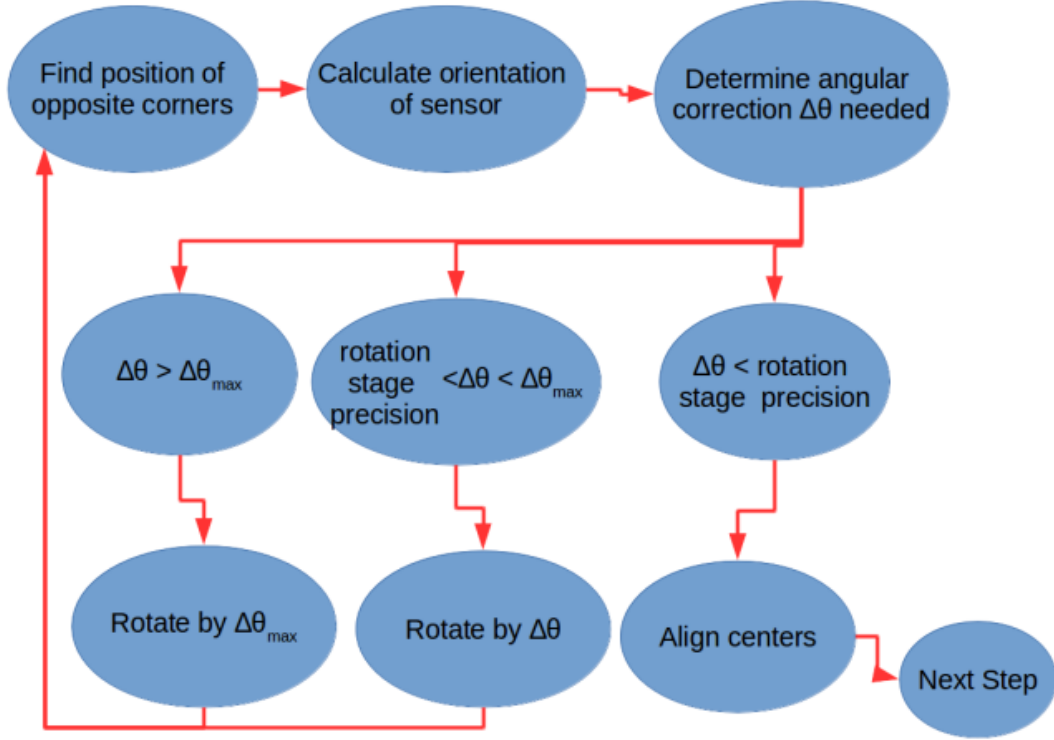 Find position of
opposite corners
Calculate orientation
of sensor
Determine angular
correction Δθ needed
Δθ > Δθmax
rotation
stage
precision
<Δθ < Δθmax
Δθ < rotation
stage precision
Rotate by Δθmax
Rotate by Δθ
Align centers
Next Step